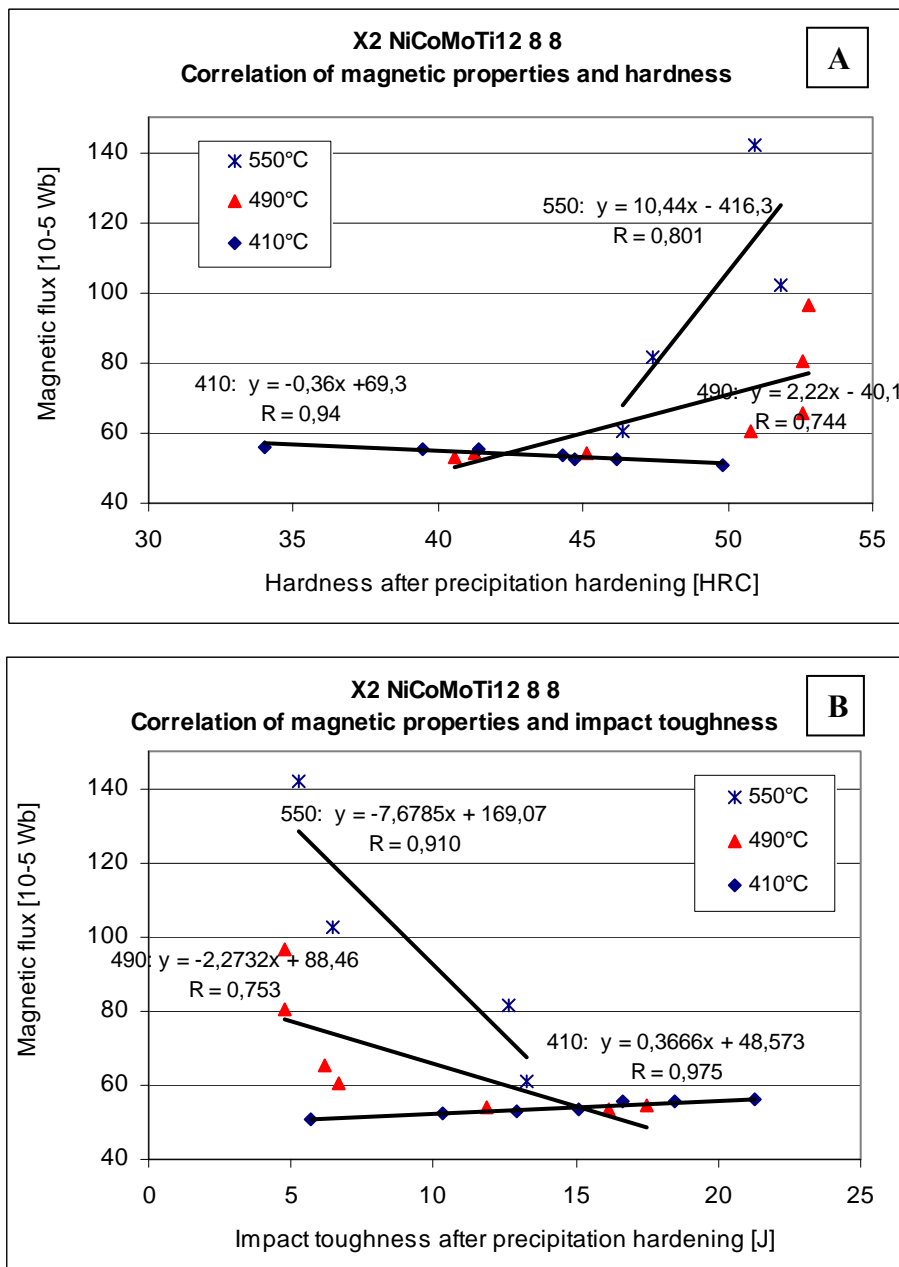 X2 NiCoMoTi12 8 8
Correlation of magnetic properties and hardness
A
Magnetic flux [10-5 Wb]
140
120
100
80
60
40
550°C
490°C
410°C
550: y = 10,44x - 416,3
R = 0,801
410: y = -0,36x +69,3
R = 0,94
490: y = 2,22x - 40,1
R = 0,744
30 35 40 45 50 55
Hardness after precipitation hardening [HRC]
X2 NiCoMoTi12 8 8
Correlation of magnetic properties and impact toughness
B
Magnetic flux [10-5 Wb]
140
120
100
80
60
40
550: y = -7,6785x + 169,07
R = 0,910
550°C
490°C
410°C
490: y = -2,2732x + 88,46
R = 0,753
410: y = 0,3666x + 48,573
R = 0,975
0 5 10 15 20 25
Impact toughness after precipitation hardening [J]